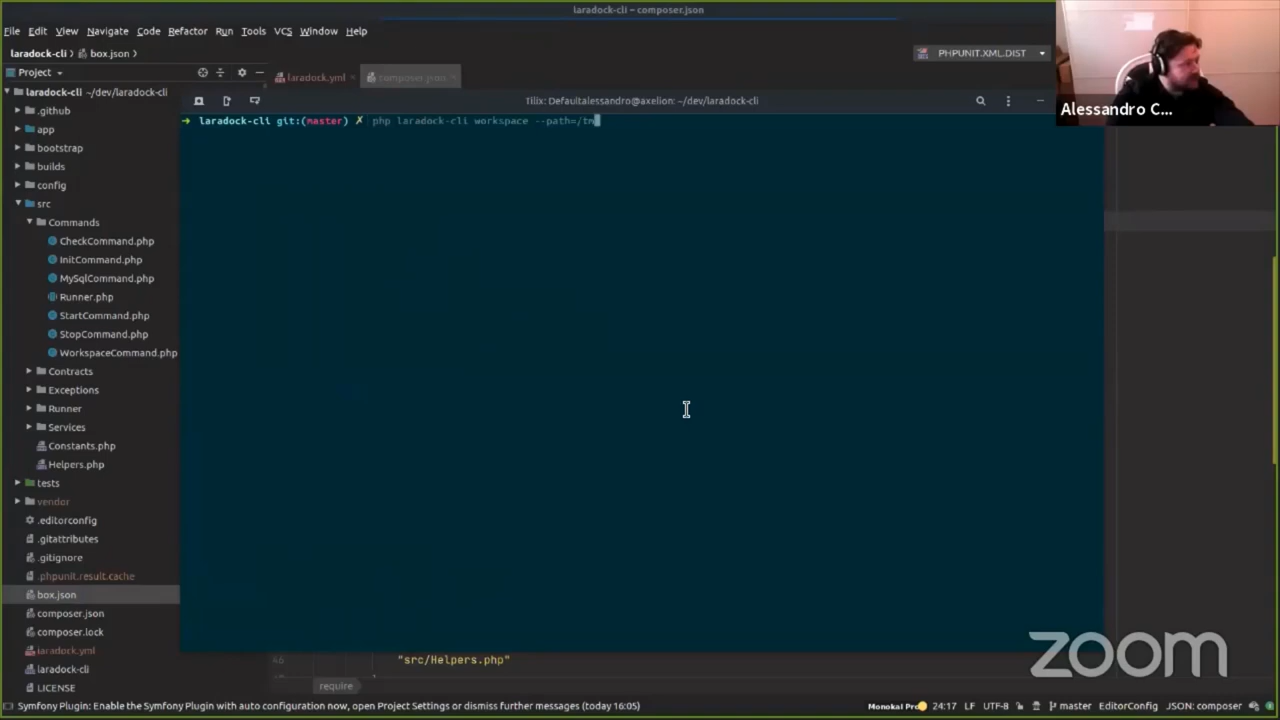 laradock-cli – composer.json
File Edit View Navigate Code Refactor Run Tools VCS Window Help
laradock-cli box.json
PHPUNIT.XML.DIST
Project
laradock.yml
composer.json
laradock-cli ~/dev/laradock-cli
Tilix: Defaultalessandro@axelion: ~/dev/laradock-cli
Alessandro C...
→ laradock-cli git:(master) ✗ php laradock-cli workspace --path=/tm
.github
app
bootstrap
builds
config
src
Commands
CheckCommand.php
InitCommand.php
MySqlCommand.php
Runner.php
StartCommand.php
StopCommand.php
WorkspaceCommand.php
Contracts
Exceptions
Runner
Services
Constants.php
Helpers.php
tests
vendor
.editorconfig
.gitattributes
.gitignore
.phpunit.result.cache
box.json
composer.json
composer.lock
laradock.yml
laradock-cli
LICENSE
46 "src/Helpers.php"
require
zoom
Symfony Plugin: Enable the Symfony Plugin with auto configuration now, open Project Settings or dismiss further messages (today 16:05)
Monokai Pro 24:17 LF UTF-8 master EditorConfig JSON: composer